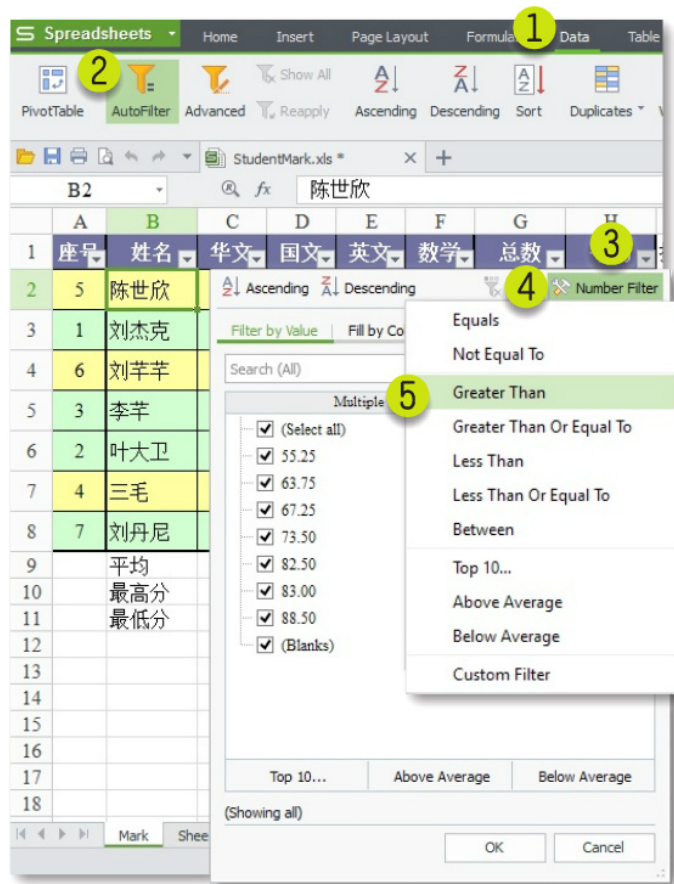 Spreadsheets Home Insert Page Layout 1 Data Table
2
PivotTable AutoFilter Advanced Show All Reapply Ascending Descending Sort Duplicates
StudentMark.xls * × +
B2 fx 陈世欣
A B C D E F G
1 座号 姓名 华文 国文 英文 数学 总数 3
2 5 陈世欣
3 1 刘杰克
4 6 刘芊芊
5 3 李芊
6 2 叶大卫
7 4 三毛
8 7 刘丹尼
9 平均
10 最高分
11 最低分
12
13
14
15
16
17
18
Mark
Ascending Descending 4 Number Filter
Filter by Value
Search (All)
Multiple
(Select all)
55.25
63.75
67.25
73.50
82.50
83.00
88.50
(Blanks)
Equals
Not Equal To
5 Greater Than
Greater Than Or Equal To
Less Than
Less Than Or Equal To
Between
Top 10...
Above Average
Below Average
Custom Filter
Top 10... Above Average Below Average
(Showing all)
OK Cancel